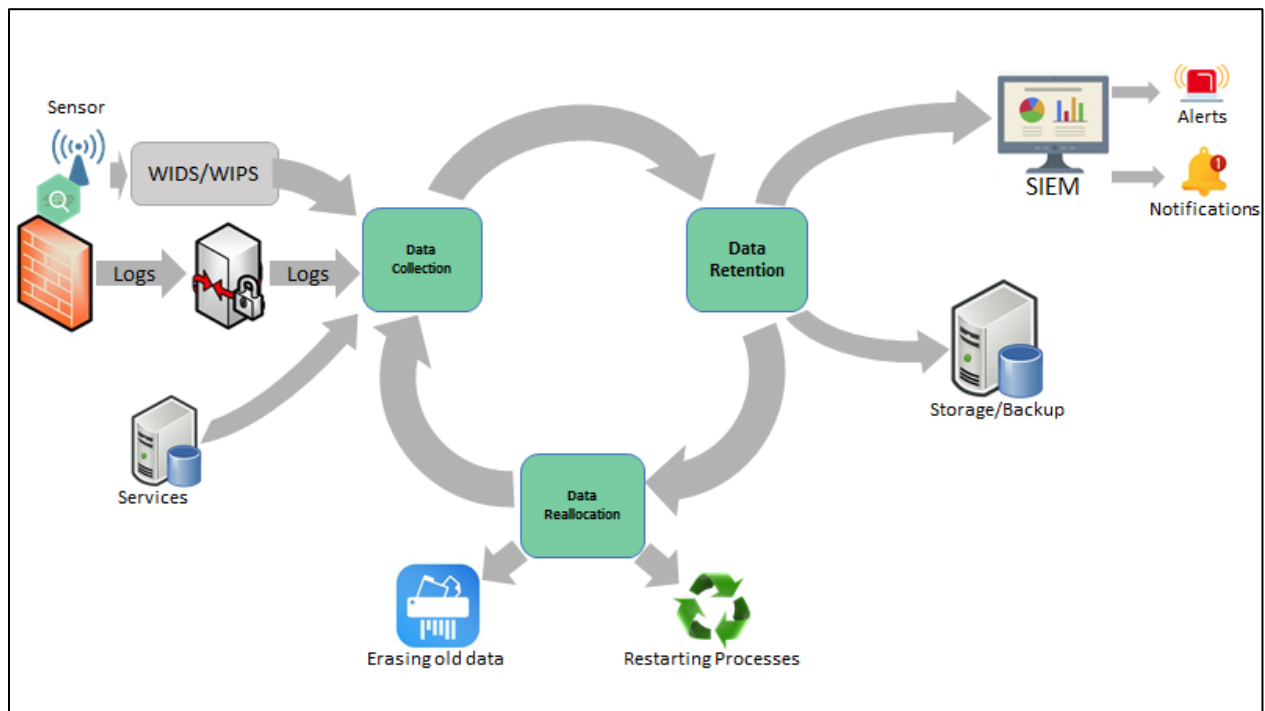 Sensor
WIDS/WIPS
Logs
Logs
Data
Collection
Services
Data
Retention
SIEM
Alerts
1
Notifications
Storage/Backup
Data
Reallocation
Erasing old data
Restarting Processes